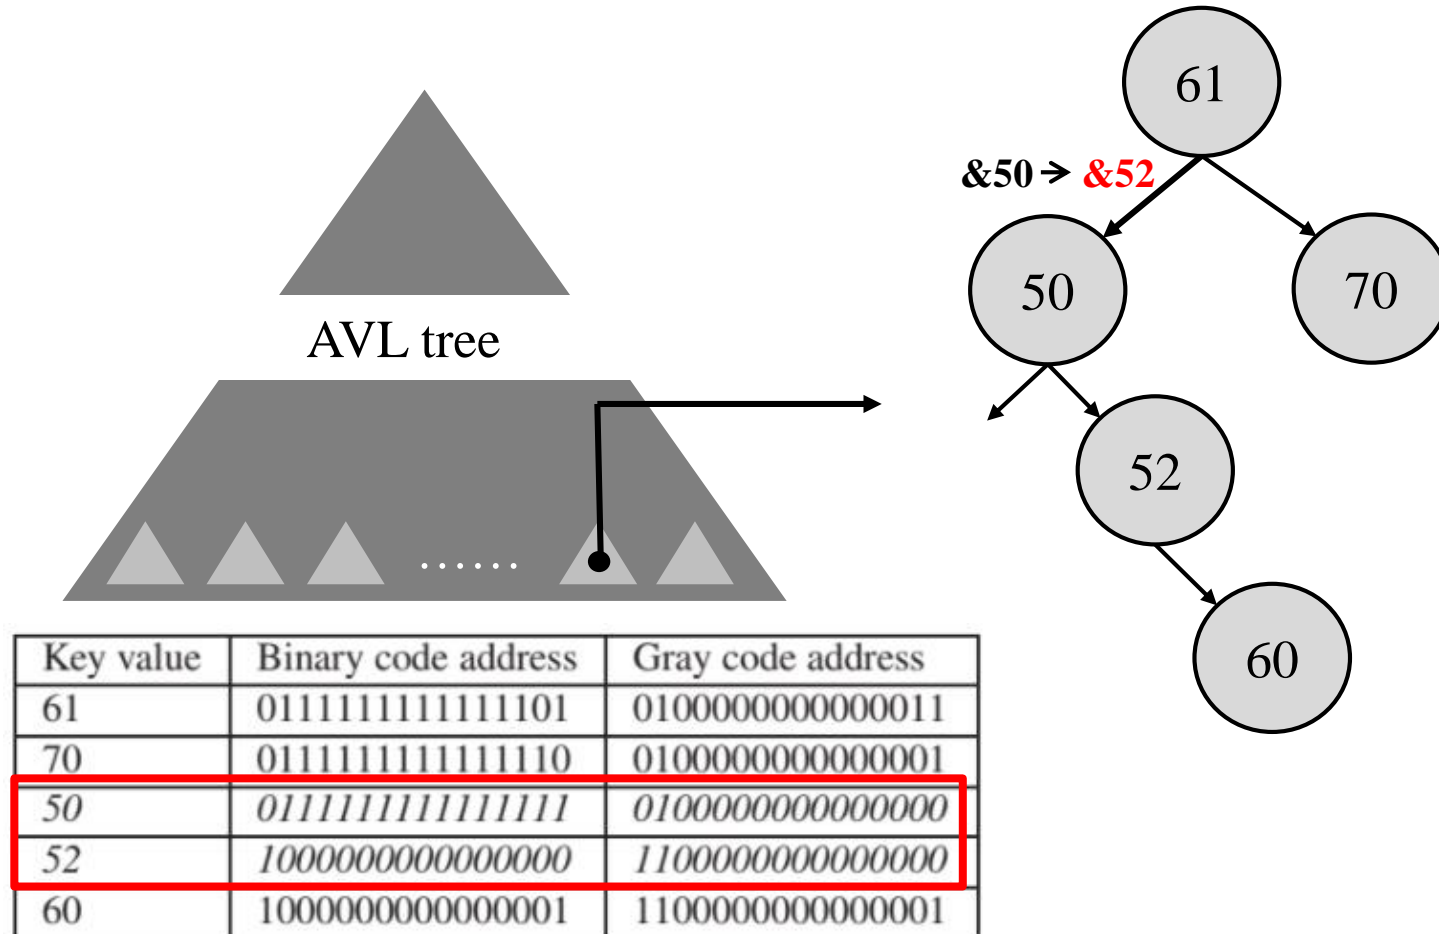 61
&50 → &52
50
70
AVL tree
52
......
60
Key value Binary code address Gray code address
61 0111111111111101 0100000000000011
70 0111111111111110 0100000000000001
50 0111111111111111 0100000000000000
52 1000000000000000 1100000000000000
60 1000000000000001 1100000000000001